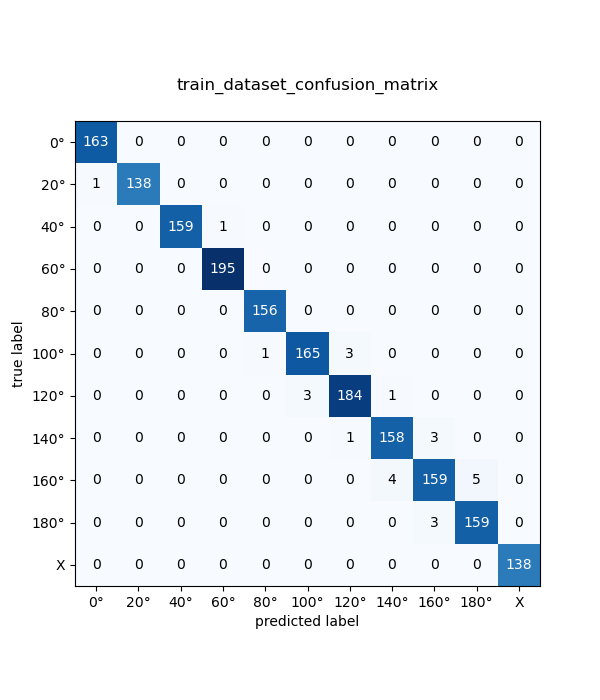 train_dataset_confusion_matrix
0° 163 0 0 0 0 0 0 0 0 0 0
20° 1 138 0 0 0 0 0 0 0 0 0
40° 0 0 159 1 0 0 0 0 0 0 0
60° 0 0 0 195 0 0 0 0 0 0 0
80° 0 0 0 0 156 0 0 0 0 0 0
100° 0 0 0 0 1 165 3 0 0 0 0
120° 0 0 0 0 0 3 184 1 0 0 0
140° 0 0 0 0 0 0 1 158 3 0 0
160° 0 0 0 0 0 0 0 4 159 5 0
180° 0 0 0 0 0 0 0 0 3 159 0
X 0 0 0 0 0 0 0 0 0 0 138
0° 20° 40° 60° 80° 100° 120° 140° 160° 180° X
predicted label
true label